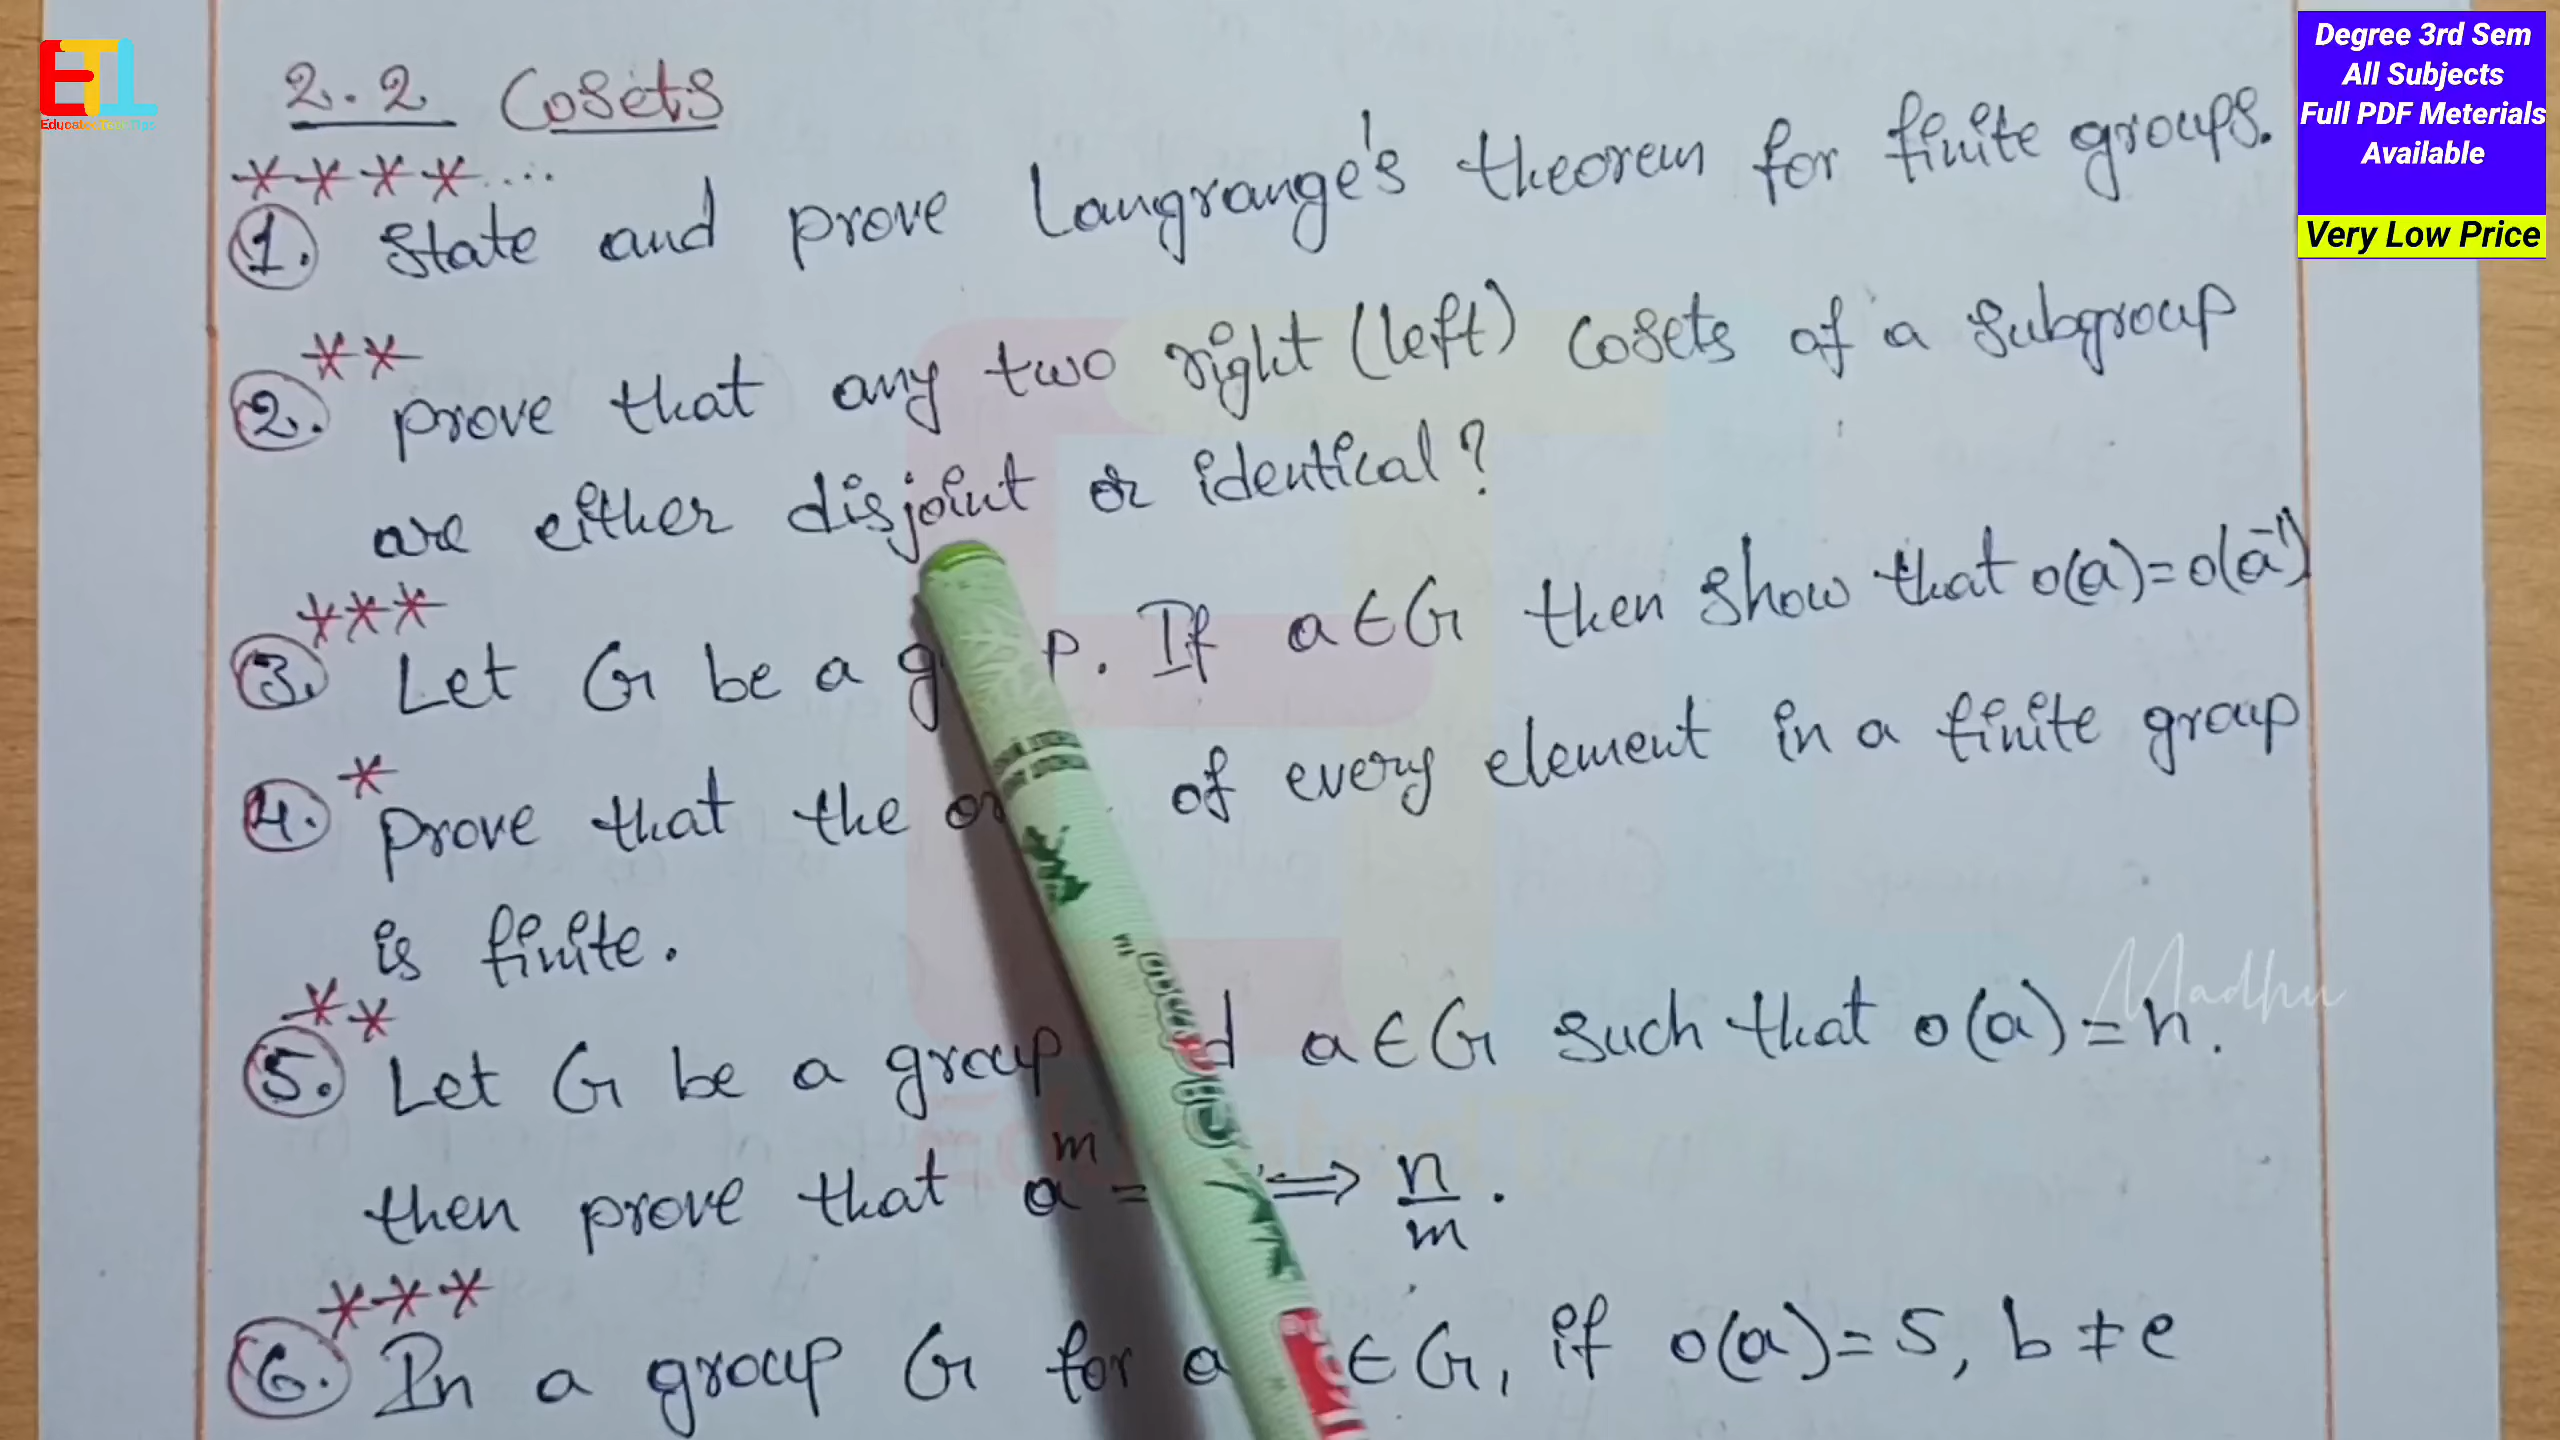 2.2 Cosets
****....
1. State and prove Langrange's theorem for finite groups.
**
2. prove that any two right (left) cosets of a subgroup
are either disjoint or identical?
***
3. Let G be a p. If a ∈ G then show that o(a)=o(a⁻¹)
*
4. prove that the of every element in a finite group
is finite.
**
5. Let G be a group a ∈ G such that o(a)=n.
then prove that aᵐ = ⟹ n/m.
***
6. In a group G for a ∈ G, if o(a)=5, b ≠ e
Degree 3rd Sem
All Subjects
Full PDF Meterials
Available
Very Low Price
ETL
Madhu